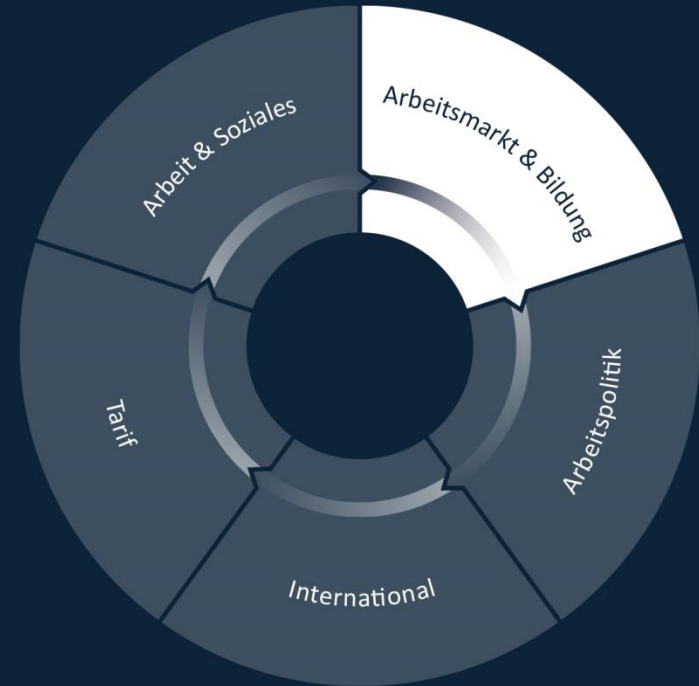 Arbeit & Soziales
Arbeitsmarkt & Bildung
Tarif
Arbeitspolitik
International